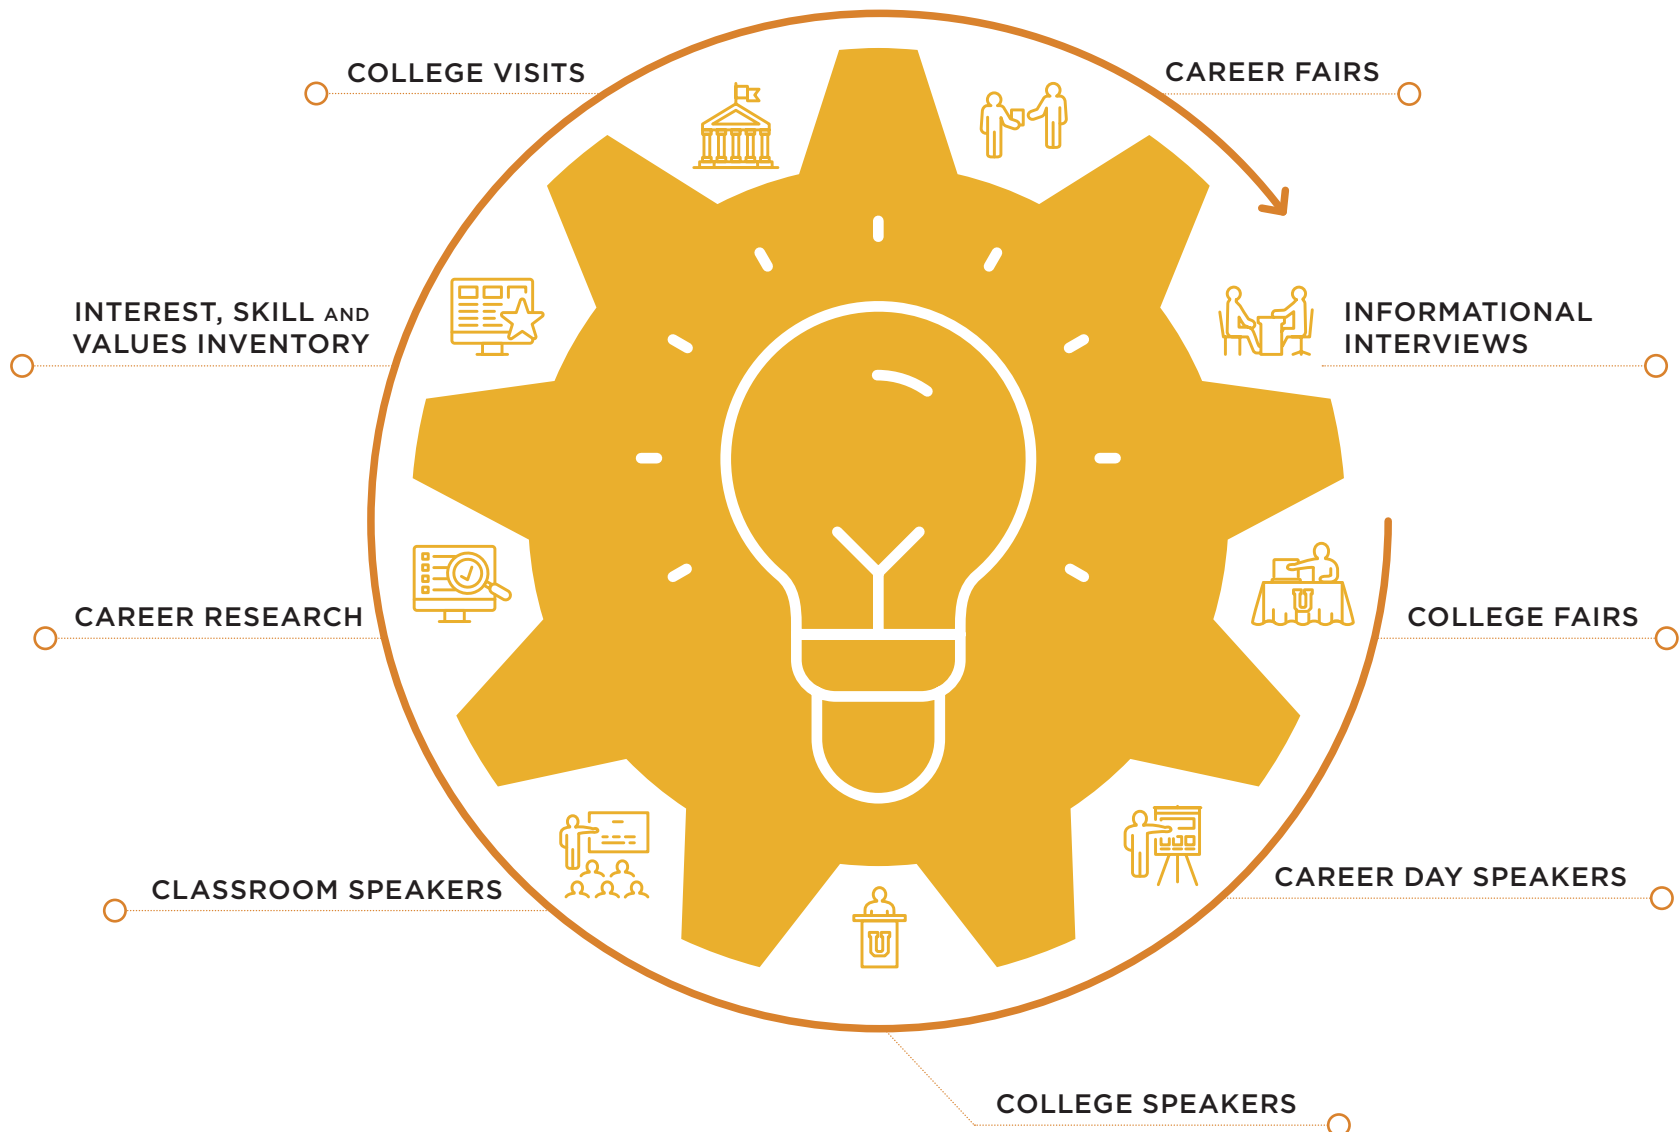 COLLEGE VISITS
CAREER FAIRS
INTEREST, SKILL AND
VALUES INVENTORY
INFORMATIONAL
INTERVIEWS
CAREER RESEARCH
COLLEGE FAIRS
U
CLASSROOM SPEAKERS
CAREER DAY SPEAKERS
U
COLLEGE SPEAKERS